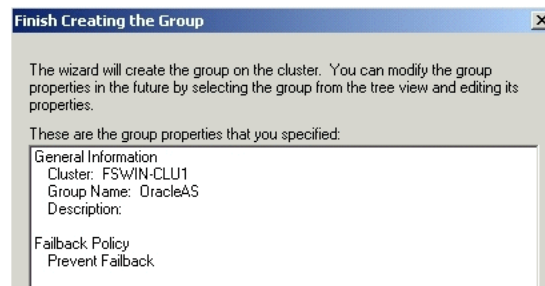 Finish Creating the Group
The wizard will create the group on the cluster. You can modify the group
properties in the future by selecting the group from the tree view and editing its
properties.
These are the group properties that you specified:
General Information
Cluster: FSWIN-CLU1
Group Name: OracleAS
Description:
Failback Policy
Prevent Failback